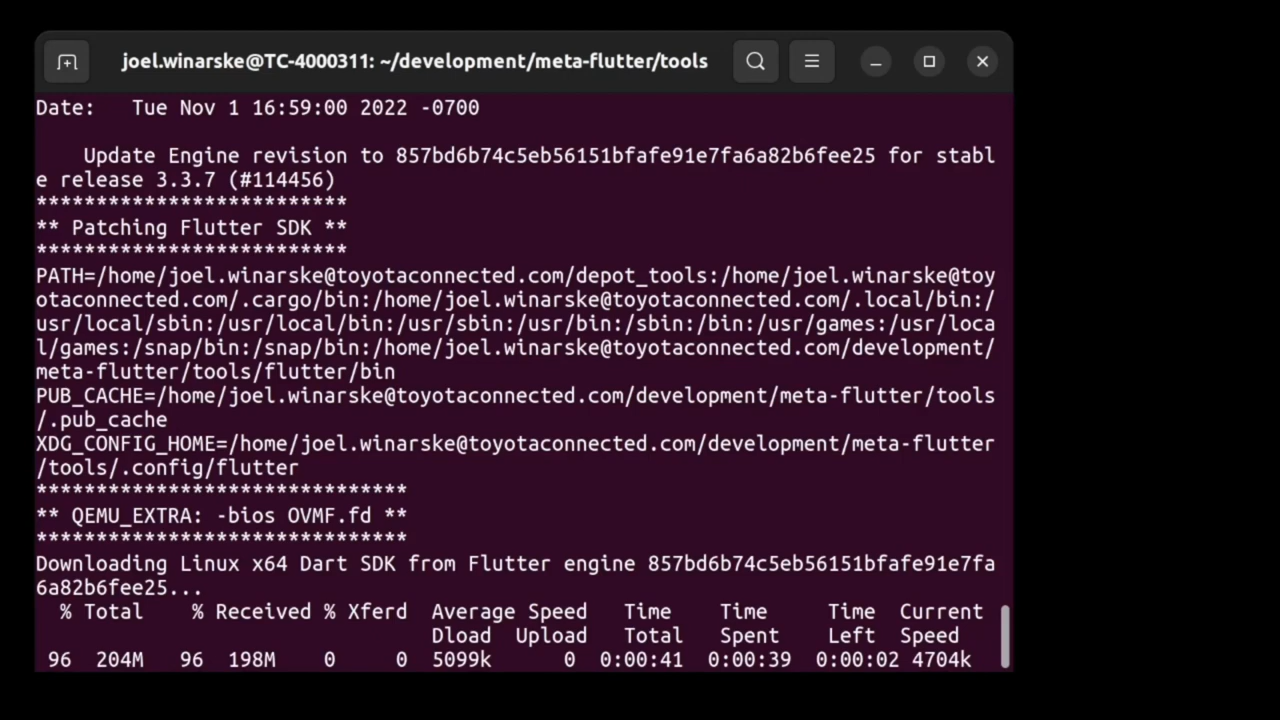 joel.winarske@TC-4000311: ~/development/meta-flutter/tools
Date:   Tue Nov 1 16:59:00 2022 -0700
    Update Engine revision to 857bd6b74c5eb56151bfafe91e7fa6a82b6fee25 for stabl
e release 3.3.7 (#114456)
**************************
** Patching Flutter SDK **
**************************
PATH=/home/joel.winarske@toyotaconnected.com/depot_tools:/home/joel.winarske@toy
otaconnected.com/.cargo/bin:/home/joel.winarske@toyotaconnected.com/.local/bin:/
usr/local/sbin:/usr/local/bin:/usr/sbin:/usr/bin:/sbin:/bin:/usr/games:/usr/loca
l/games:/snap/bin:/snap/bin:/home/joel.winarske@toyotaconnected.com/development/
meta-flutter/tools/flutter/bin
PUB_CACHE=/home/joel.winarske@toyotaconnected.com/development/meta-flutter/tools
/.pub_cache
XDG_CONFIG_HOME=/home/joel.winarske@toyotaconnected.com/development/meta-flutter
/tools/.config/flutter
*******************************
** QEMU_EXTRA: -bios OVMF.fd **
*******************************
Downloading Linux x64 Dart SDK from Flutter engine 857bd6b74c5eb56151bfafe91e7fa
6a82b6fee25...
  % Total    % Received % Xferd  Average Speed   Time    Time     Time  Current
                                 Dload  Upload   Total   Spent    Left  Speed
 96  204M   96  198M    0     0  5099k      0  0:00:41  0:00:39  0:00:02 4704k